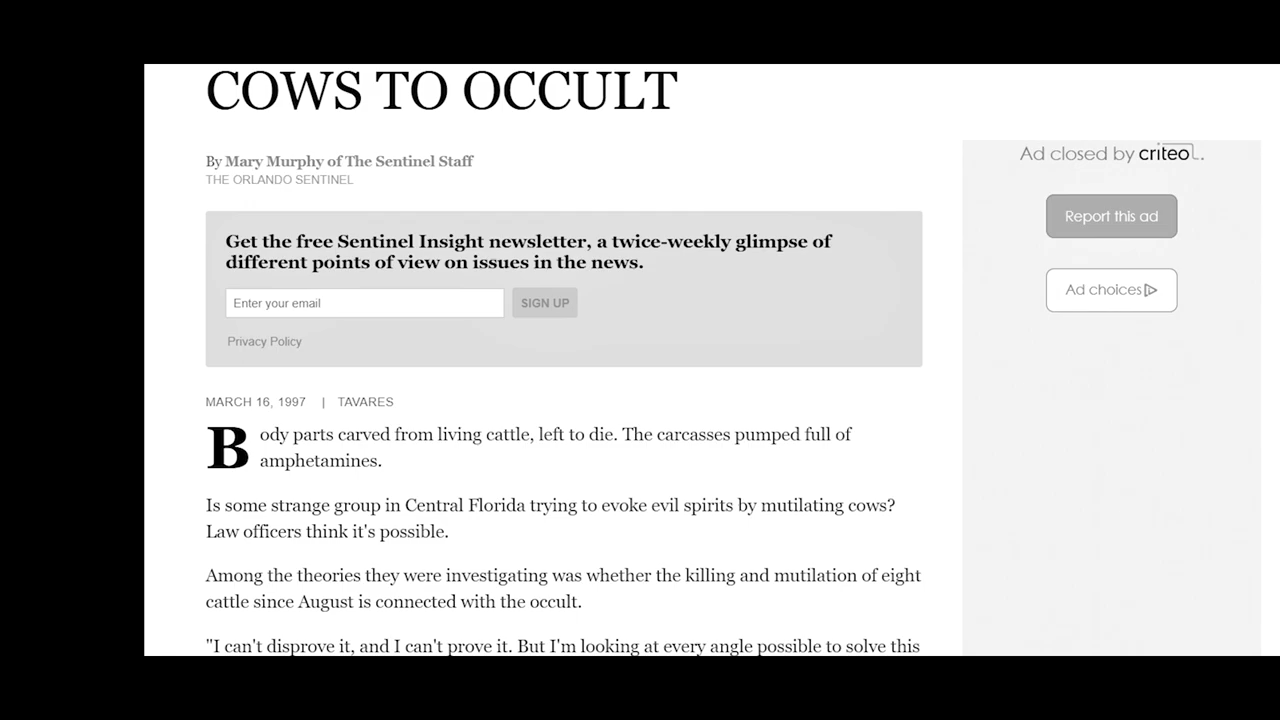 COWS TO OCCULT
By Mary Murphy of The Sentinel Staff
THE ORLANDO SENTINEL
Get the free Sentinel Insight newsletter, a twice-weekly glimpse of
different points of view on issues in the news.
Enter your email
SIGN UP
Privacy Policy
MARCH 16, 1997 | TAVARES
Body parts carved from living cattle, left to die. The carcasses pumped full of
amphetamines.
Is some strange group in Central Florida trying to evoke evil spirits by mutilating cows?
Law officers think it's possible.
Among the theories they were investigating was whether the killing and mutilation of eight
cattle since August is connected with the occult.
"I can't disprove it, and I can't prove it. But I'm looking at every angle possible to solve this
Ad closed by criteo.
Report this ad
Ad choices